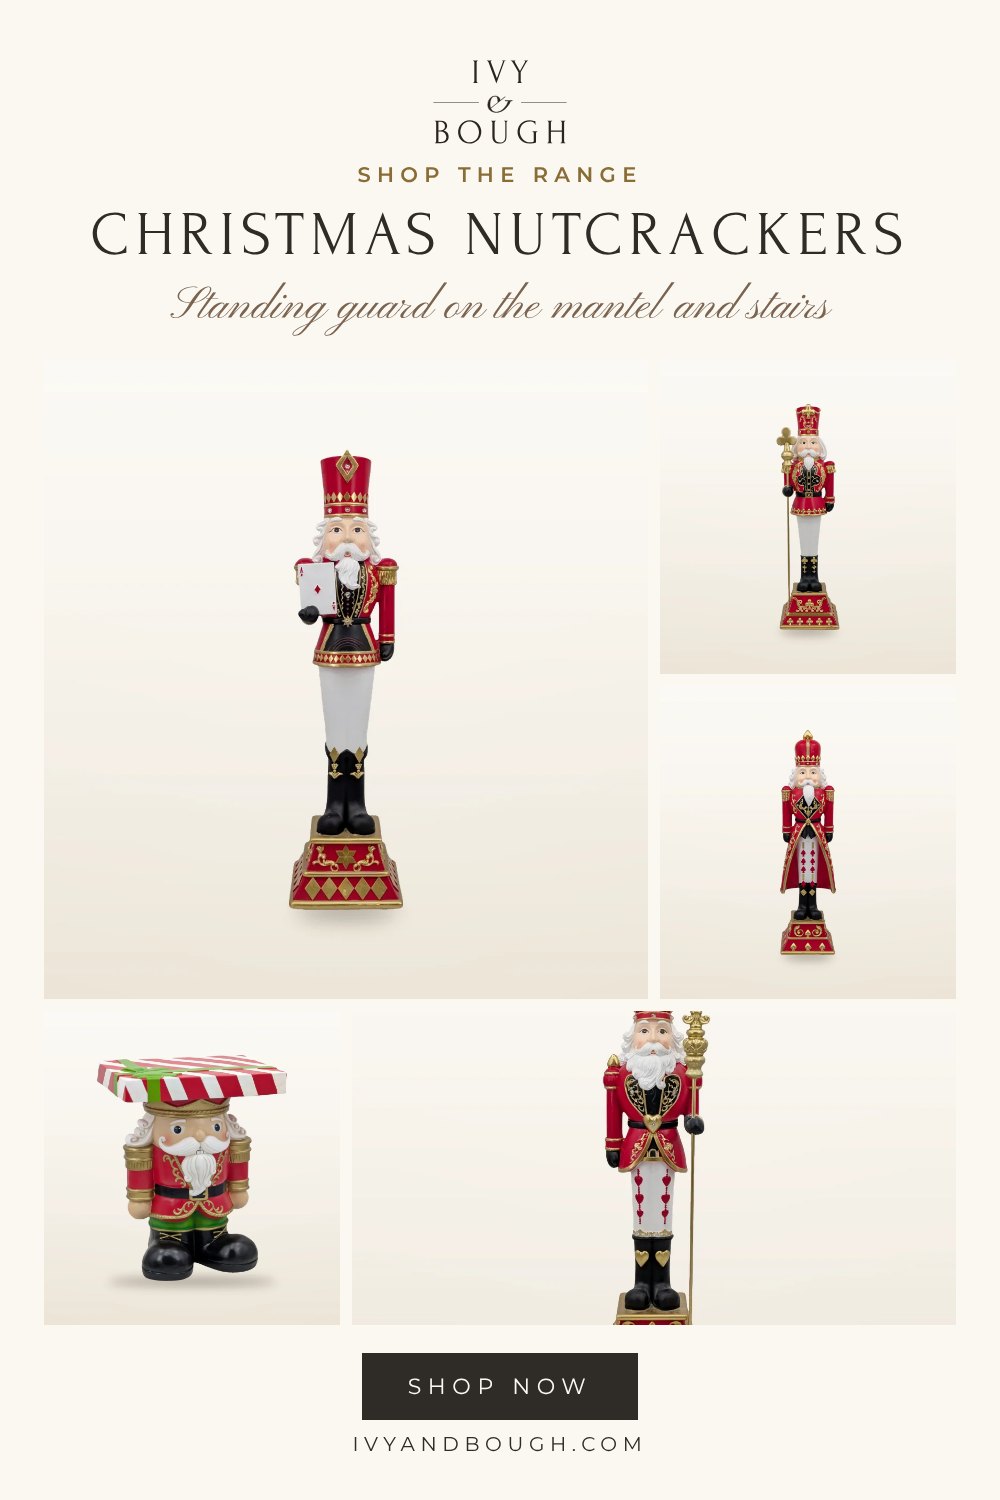 IVY
&
BOUGH
SHOP THE RANGE
CHRISTMAS NUTCRACKERS
Standing guard on the mantel and stairs
SHOP NOW
IVYANDBOUGH.COM